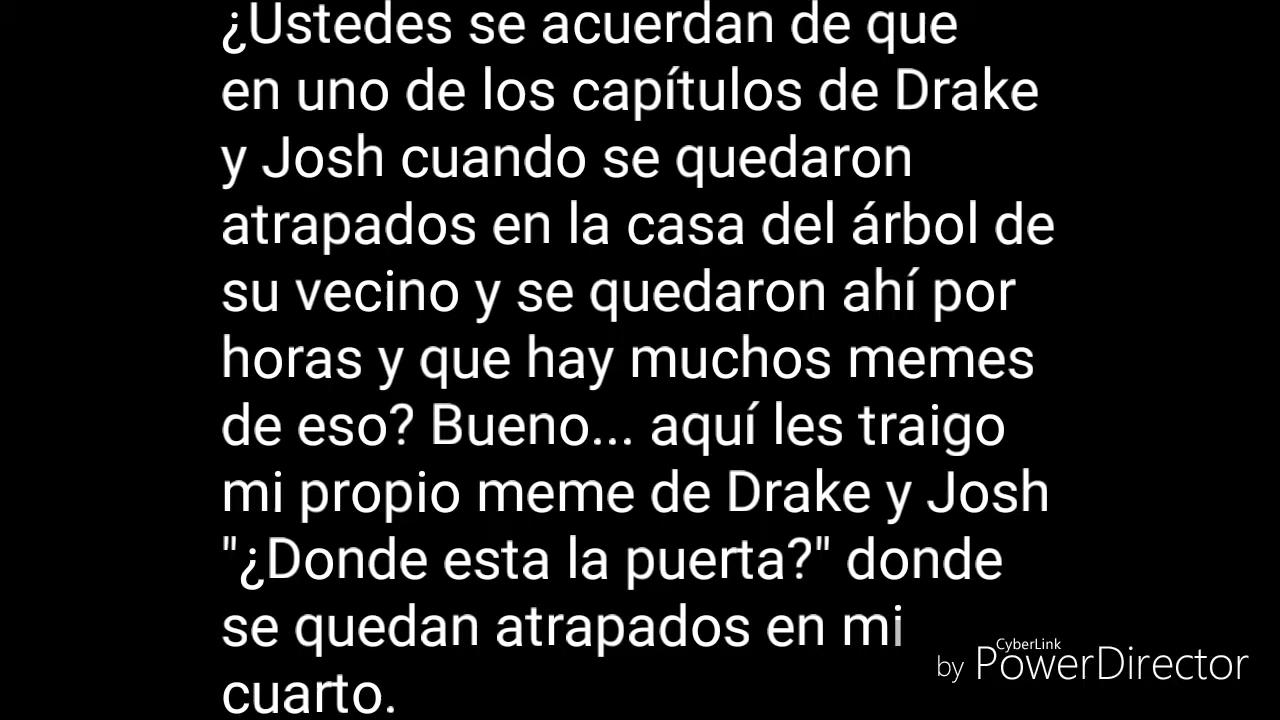 ¿Ustedes se acuerdan de que
en uno de los capítulos de Drake
y Josh cuando se quedaron
atrapados en la casa del árbol de
su vecino y se quedaron ahí por
horas y que hay muchos memes
de eso? Bueno... aquí les traigo
mi propio meme de Drake y Josh
"¿Donde esta la puerta?" donde
se quedan atrapados en mi
cuarto.
CyberLink
by PowerDirector